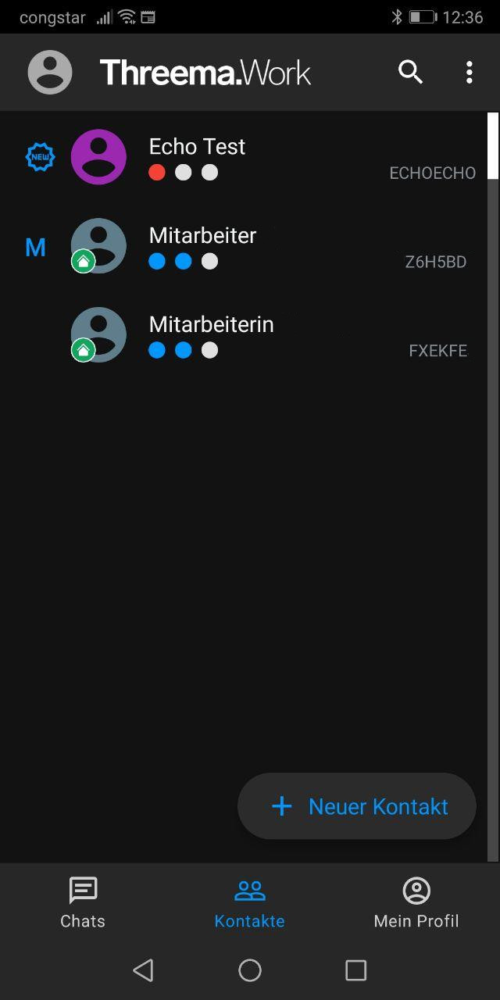 congstar 12:36
Threema.Work
NEW Echo Test
ECHOECHO
M Mitarbeiter
Z6H5BD
Mitarbeiterin
FXEKFE
+ Neuer Kontakt
Chats Kontakte Mein Profil